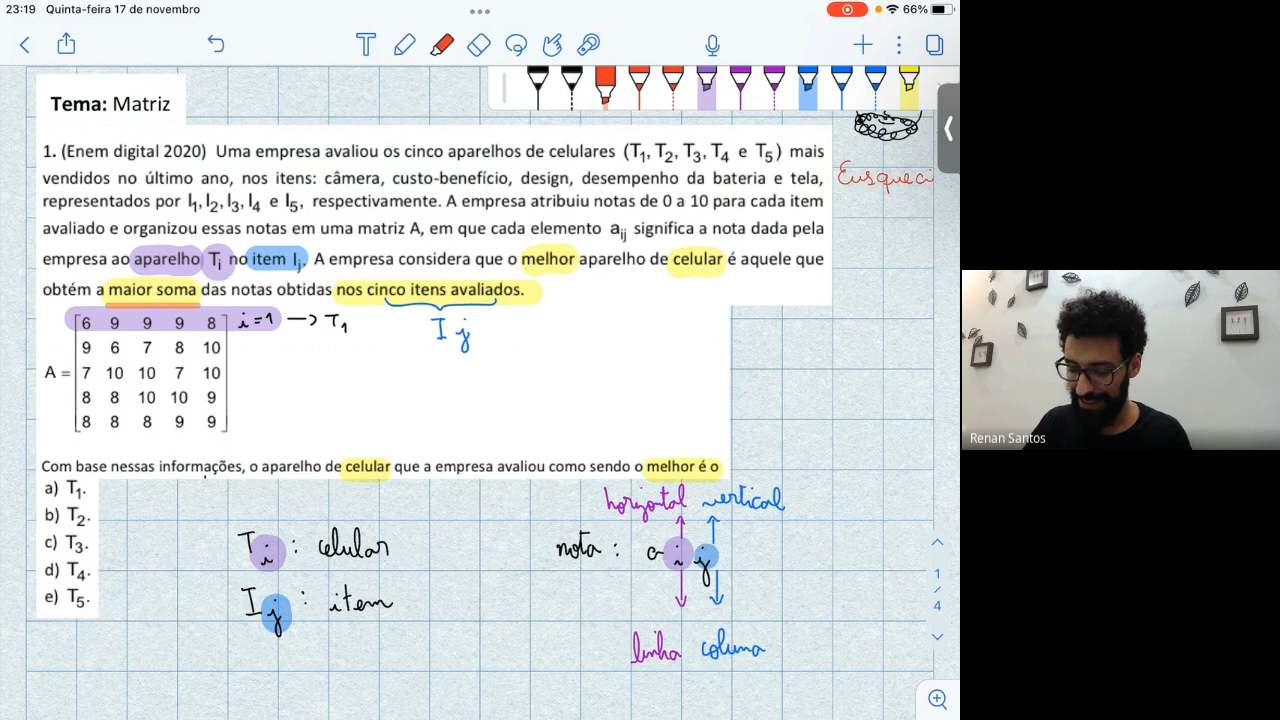 23:19 Quinta-feira 17 de novembro
66%
Tema: Matriz
1. (Enem digital 2020) Uma empresa avaliou os cinco aparelhos de celulares (T1, T2, T3, T4 e T5) mais
vendidos no último ano, nos itens: câmera, custo-benefício, design, desempenho da bateria e tela,
representados por I1, I2, I3, I4 e I5, respectivamente. A empresa atribuiu notas de 0 a 10 para cada item
avaliado e organizou essas notas em uma matriz A, em que cada elemento aij significa a nota dada pela
empresa ao aparelho Ti no item Ij. A empresa considera que o melhor aparelho de celular é aquele que
obtém a maior soma das notas obtidas nos cinco itens avaliados.
Eusqueci
6 9 9 9 8 i=1 → T1
I j
9 6 7 8 10
A = 7 10 10 7 10
8 8 10 10 9
8 8 8 9 9
Com base nessas informações, o aparelho de celular que a empresa avaliou como sendo o melhor é o
a) T1.
b) T2.
c) T3.
d) T4.
e) T5.
Ti : celular
Ij : item
horizontal vertical
nota : a i j
linha coluna
1
/
4
Renan Santos